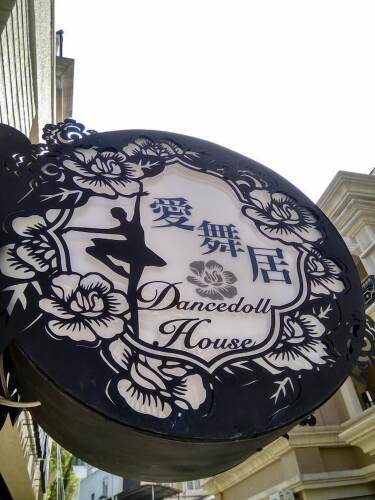 愛舞居
Dancedoll
House